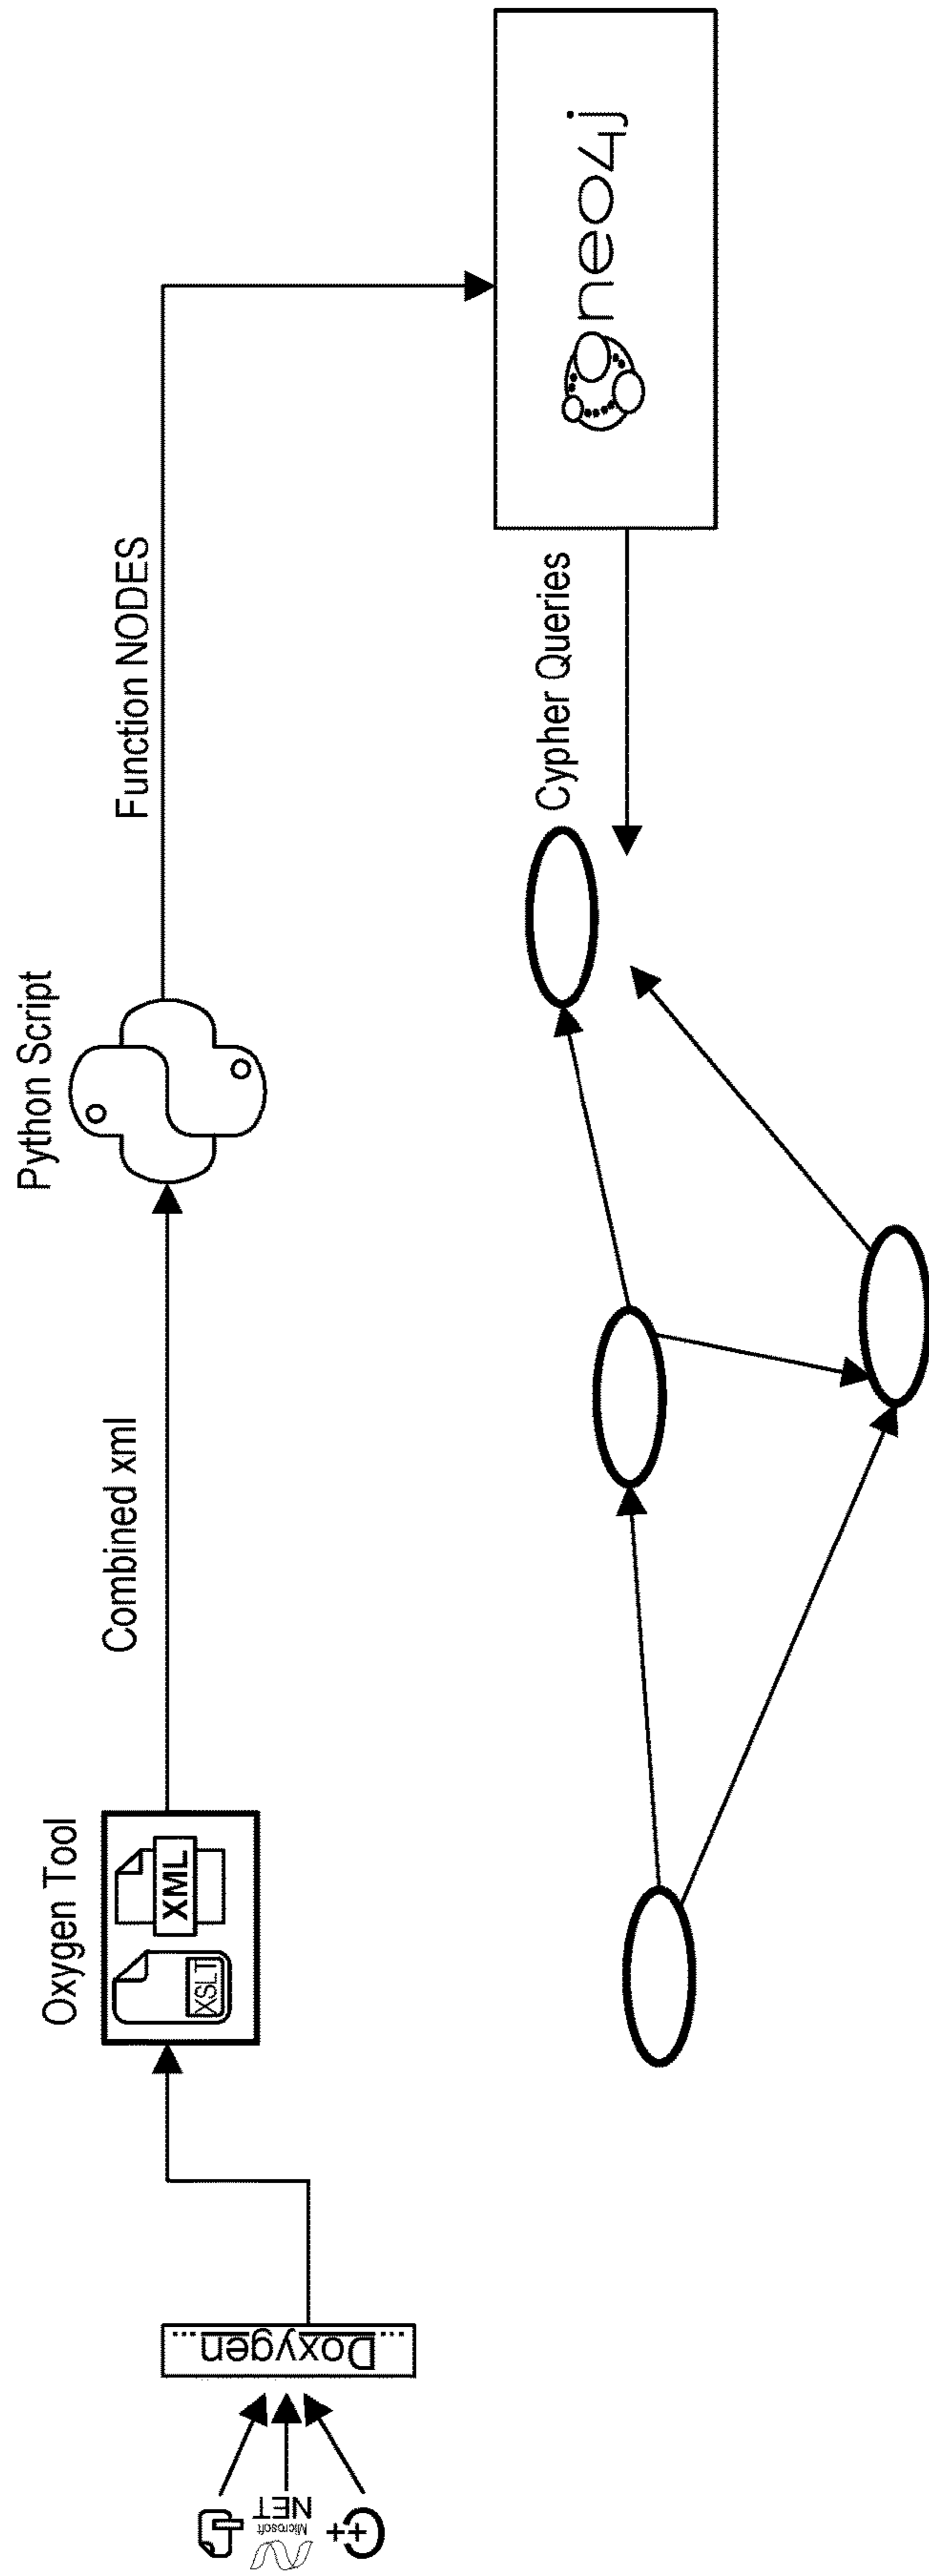 Microsoft
NET
C++
Doxygen
Oxygen Tool
XSLT
XML
Combined xml
Python Script
Function NODES
neo4j
Cypher Queries